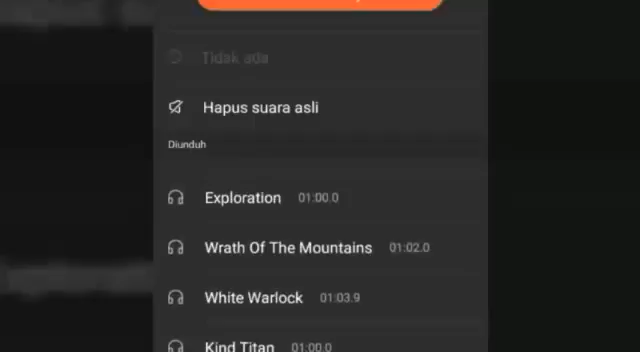 Tidak ada
Hapus suara asli
Diunduh
Exploration 01:00.0
Wrath Of The Mountains 01:02.0
White Warlock 01:03.9
Kind Titan 01:00.0